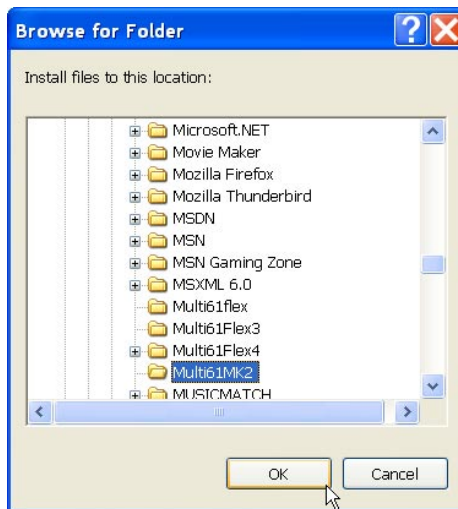 Browse for Folder
Install files to this location:
Microsoft.NET
Movie Maker
Mozilla Firefox
Mozilla Thunderbird
MSDN
MSN
MSN Gaming Zone
MSXML 6.0
Multi61flex
Multi61Flex3
Multi61Flex4
Multi61MK2
MUSICMATCH
OK Cancel